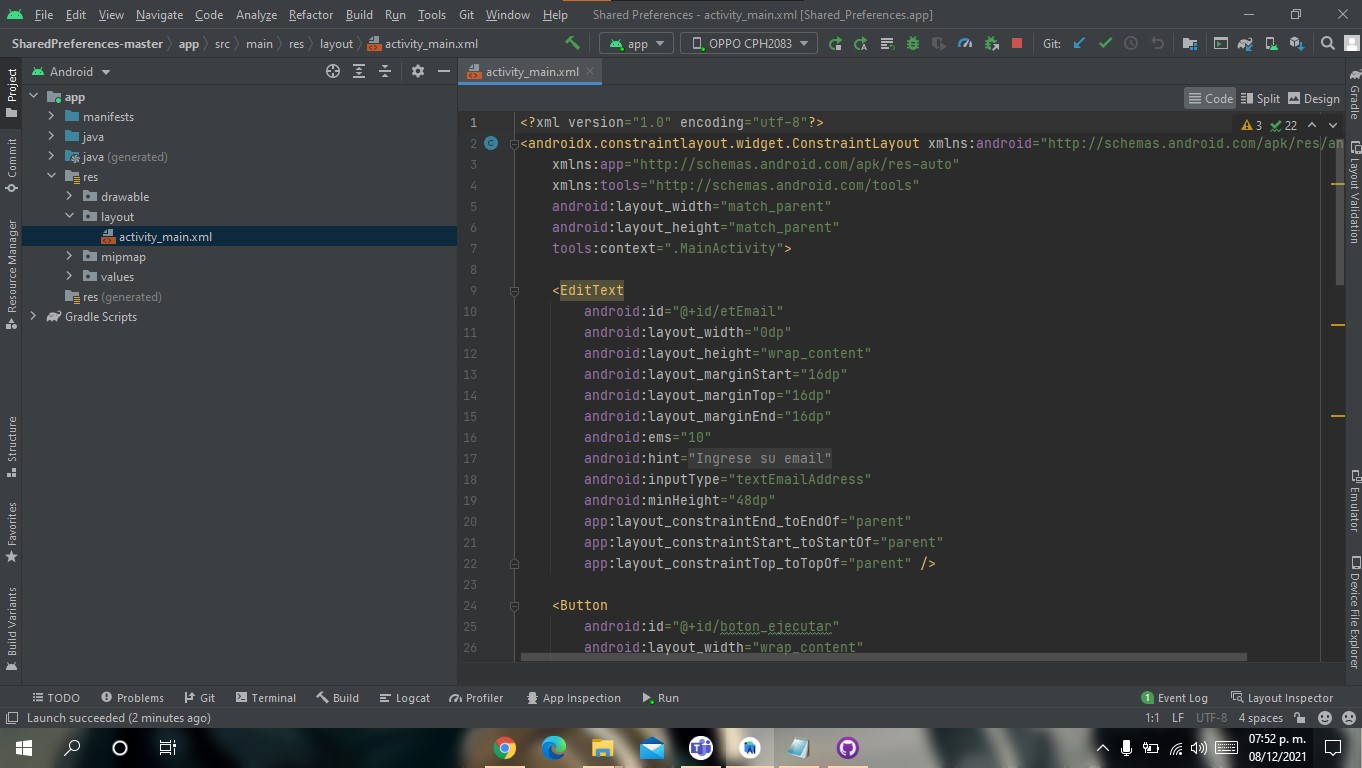 File Edit View Navigate Code Analyze Refactor Build Run Tools Git Window Help Shared Preferences - activity_main.xml [Shared_Preferences.app]
SharedPreferences-master app src main res layout activity_main.xml app OPPO CPH2083 Git:
Android
activity_main.xml
Code Split Design
Project
Commit
Resource Manager
Structure
Favorites
Build Variants
app
manifests
java
java (generated)
res
drawable
layout
activity_main.xml
mipmap
values
res (generated)
Gradle Scripts
3 22
1 <?xml version="1.0" encoding="utf-8"?>
2 <androidx.constraintlayout.widget.ConstraintLayout xmlns:android="http://schemas.android.com/apk/res/an
3 xmlns:app="http://schemas.android.com/apk/res-auto"
4 xmlns:tools="http://schemas.android.com/tools"
5 android:layout_width="match_parent"
6 android:layout_height="match_parent"
7 tools:context=".MainActivity">
8
9 <EditText
10 android:id="@+id/etEmail"
11 android:layout_width="0dp"
12 android:layout_height="wrap_content"
13 android:layout_marginStart="16dp"
14 android:layout_marginTop="16dp"
15 android:layout_marginEnd="16dp"
16 android:ems="10"
17 android:hint="Ingrese su email"
18 android:inputType="textEmailAddress"
19 android:minHeight="48dp"
20 app:layout_constraintEnd_toEndOf="parent"
21 app:layout_constraintStart_toStartOf="parent"
22 app:layout_constraintTop_toTopOf="parent" />
23
24 <Button
25 android:id="@+id/boton_ejecutar"
26 android:layout_width="wrap_content"
Gradle
Layout Validation
Emulator
Device File Explorer
TODO Problems Git Terminal Build Logcat Profiler App Inspection Run 1 Event Log Layout Inspector
Launch succeeded (2 minutes ago) 1:1 LF UTF-8 4 spaces
07:52 p. m.
08/12/2021